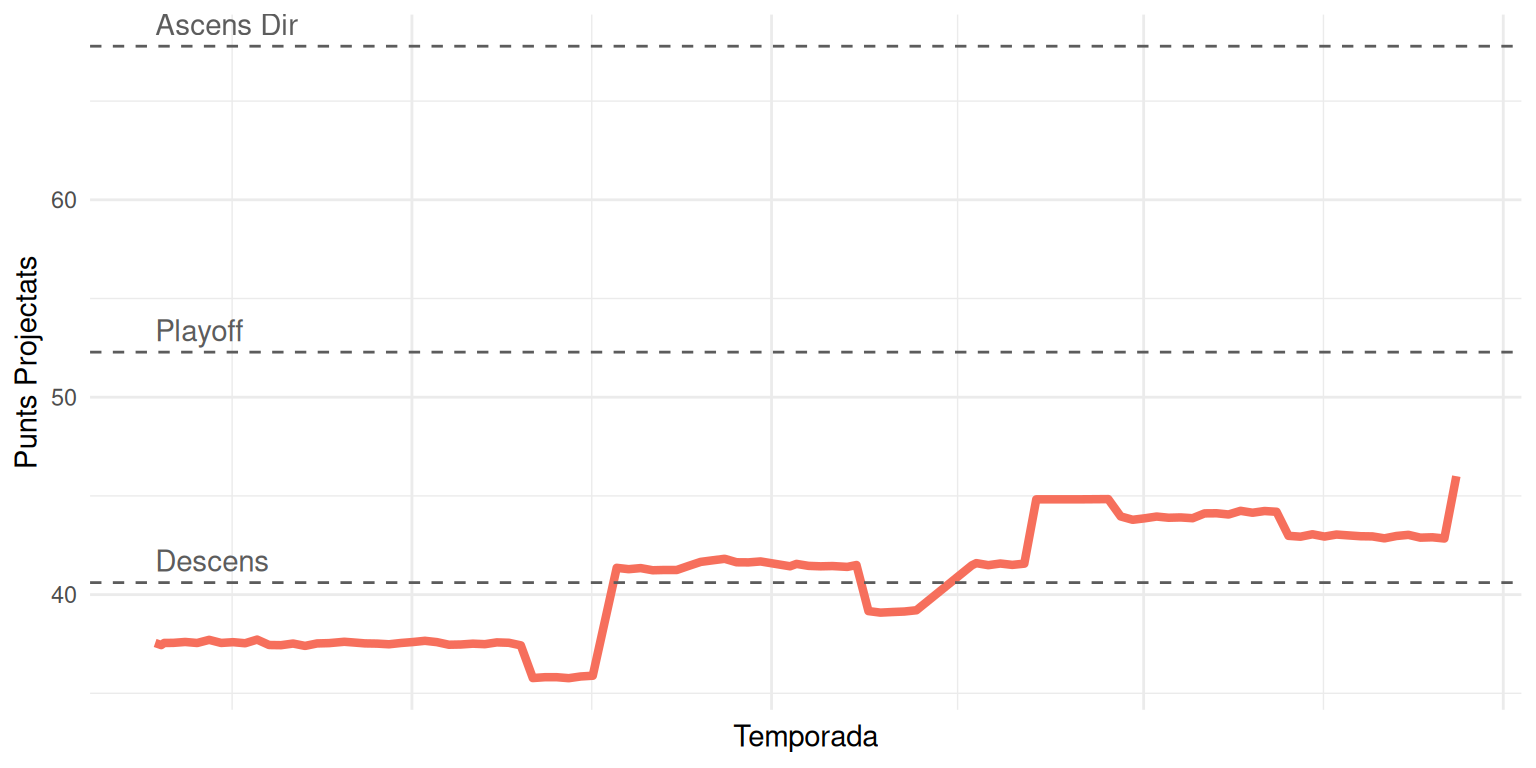 Ascens Dir
60
Playoff
50
Descens
40
Punts Projectats
Temporada